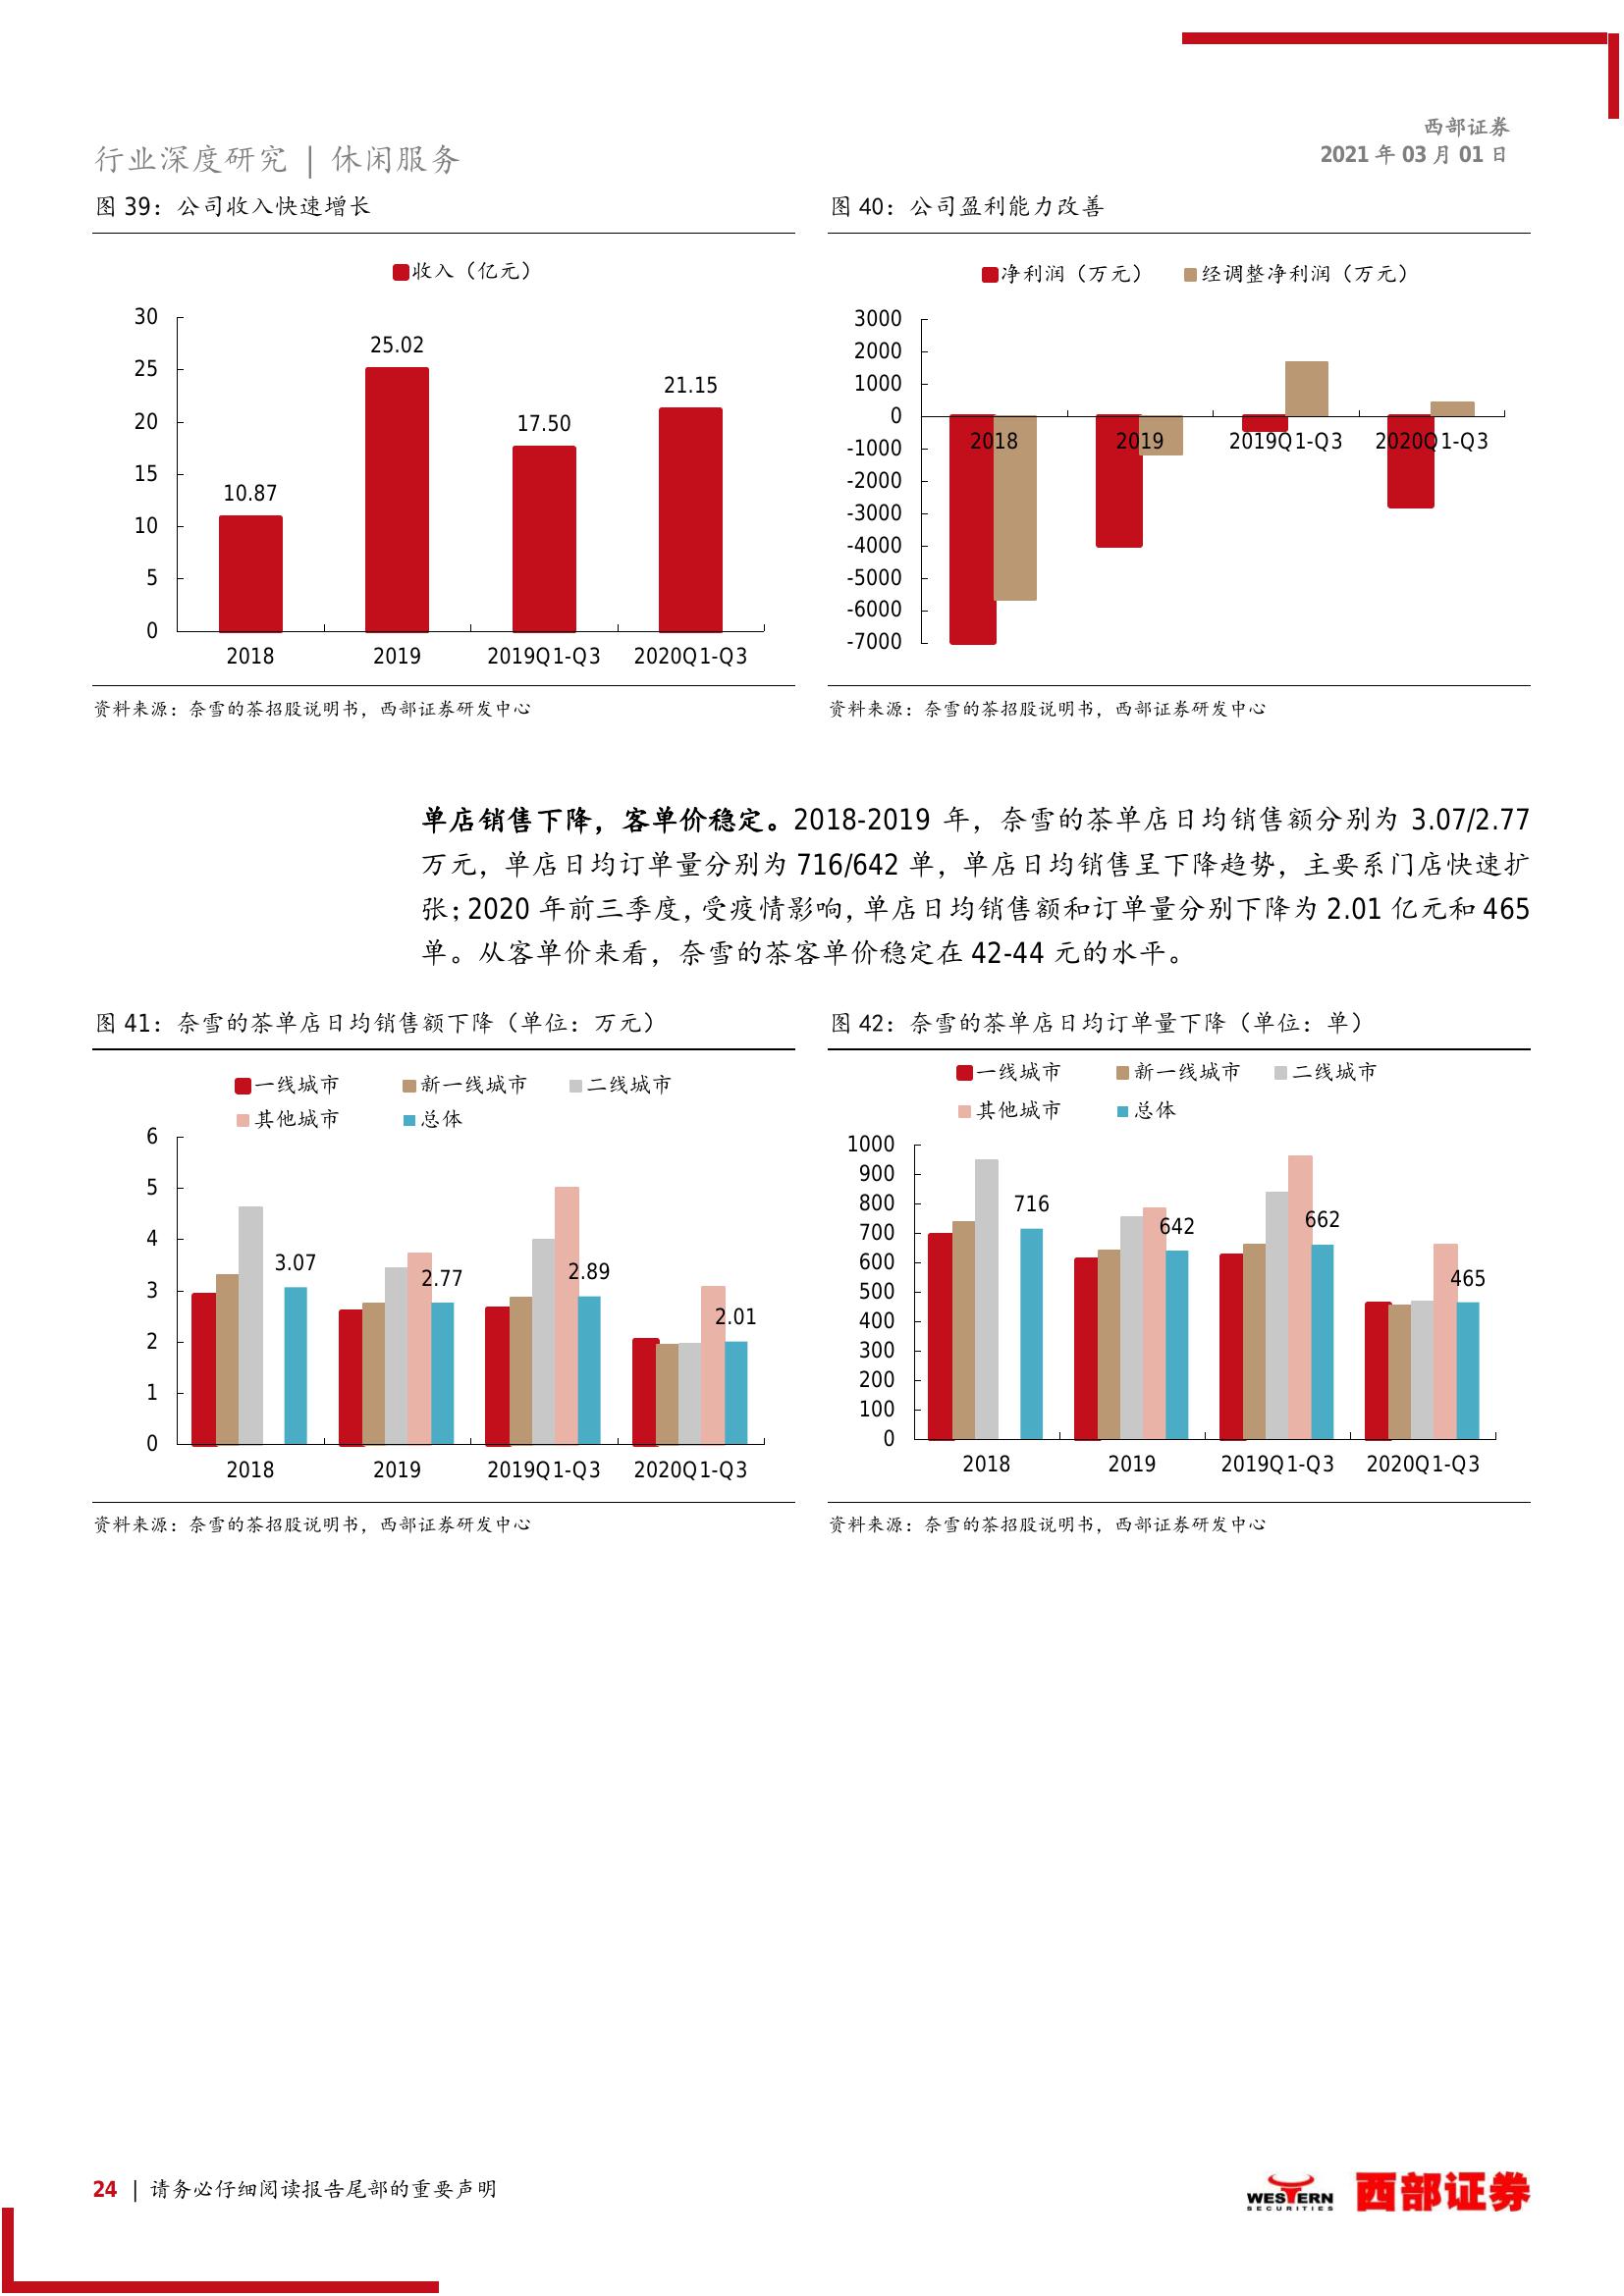 西部证券
2021 年 03 月 01 日
行业深度研究 | 休闲服务
图 39：公司收入快速增长
收入（亿元）
30
25
20
15
10
5
0
10.87
25.02
17.50
21.15
2018 2019 2019Q1-Q3 2020Q1-Q3
资料来源：奈雪的茶招股说明书，西部证券研发中心
图 40：公司盈利能力改善
净利润（万元） 经调整净利润（万元）
3000
2000
1000
0
-1000
-2000
-3000
-4000
-5000
-6000
-7000
2018 2019 2019Q1-Q3 2020Q1-Q3
资料来源：奈雪的茶招股说明书，西部证券研发中心
单店销售下降，客单价稳定。2018-2019 年，奈雪的茶单店日均销售额分别为 3.07/2.77
万元，单店日均订单量分别为 716/642 单，单店日均销售呈下降趋势，主要系门店快速扩
张；2020 年前三季度，受疫情影响，单店日均销售额和订单量分别下降为 2.01 亿元和 465
单。从客单价来看，奈雪的茶客单价稳定在 42-44 元的水平。
图 41：奈雪的茶单店日均销售额下降（单位：万元）
一线城市 新一线城市 二线城市
其他城市 总体
6
5
4
3
2
1
0
3.07
2.77
2.89
2.01
2018 2019 2019Q1-Q3 2020Q1-Q3
资料来源：奈雪的茶招股说明书，西部证券研发中心
图 42：奈雪的茶单店日均订单量下降（单位：单）
一线城市 新一线城市 二线城市
其他城市 总体
1000
900
800
700
600
500
400
300
200
100
0
716
642
662
465
2018 2019 2019Q1-Q3 2020Q1-Q3
资料来源：奈雪的茶招股说明书，西部证券研发中心
24 | 请务必仔细阅读报告尾部的重要声明
WESTERN
SECURITIES
西部证券